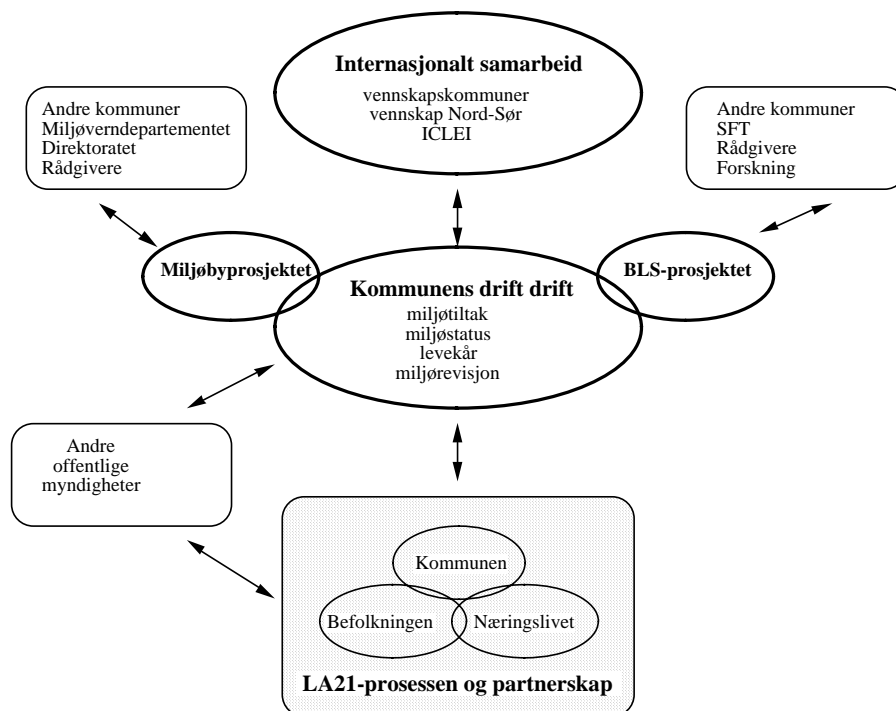 Internasjonalt samarbeid
vennskapskommuner
vennskap Nord-Sør
ICLEI
Andre kommuner
Miljøverndepartementet
Direktoratet
Rådgivere
Andre kommuner
SFT
Rådgivere
Forskning
Miljøbyprosjektet
BLS-prosjektet
Kommunens drift drift
miljøtiltak
miljøstatus
levekår
miljørevisjon
Andre
offentlige
myndigheter
Kommunen
Befolkningen
Næringslivet
LA21-prosessen og partnerskap